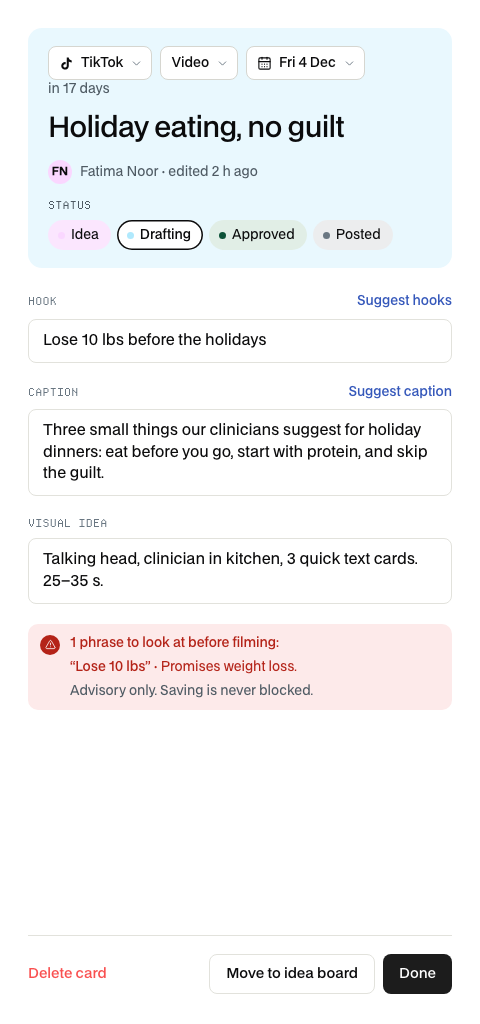 TikTok Video Fri 4 Dec
in 17 days
Holiday eating, no guilt
FN Fatima Noor · edited 2 h ago
STATUS
Idea Drafting Approved Posted
HOOK Suggest hooks
Lose 10 lbs before the holidays
CAPTION Suggest caption
Three small things our clinicians suggest for holiday
dinners: eat before you go, start with protein, and skip
the guilt.
VISUAL IDEA
Talking head, clinician in kitchen, 3 quick text cards.
25–35 s.
1 phrase to look at before filming:
“Lose 10 lbs” · Promises weight loss.
Advisory only. Saving is never blocked.
Delete card Move to idea board Done